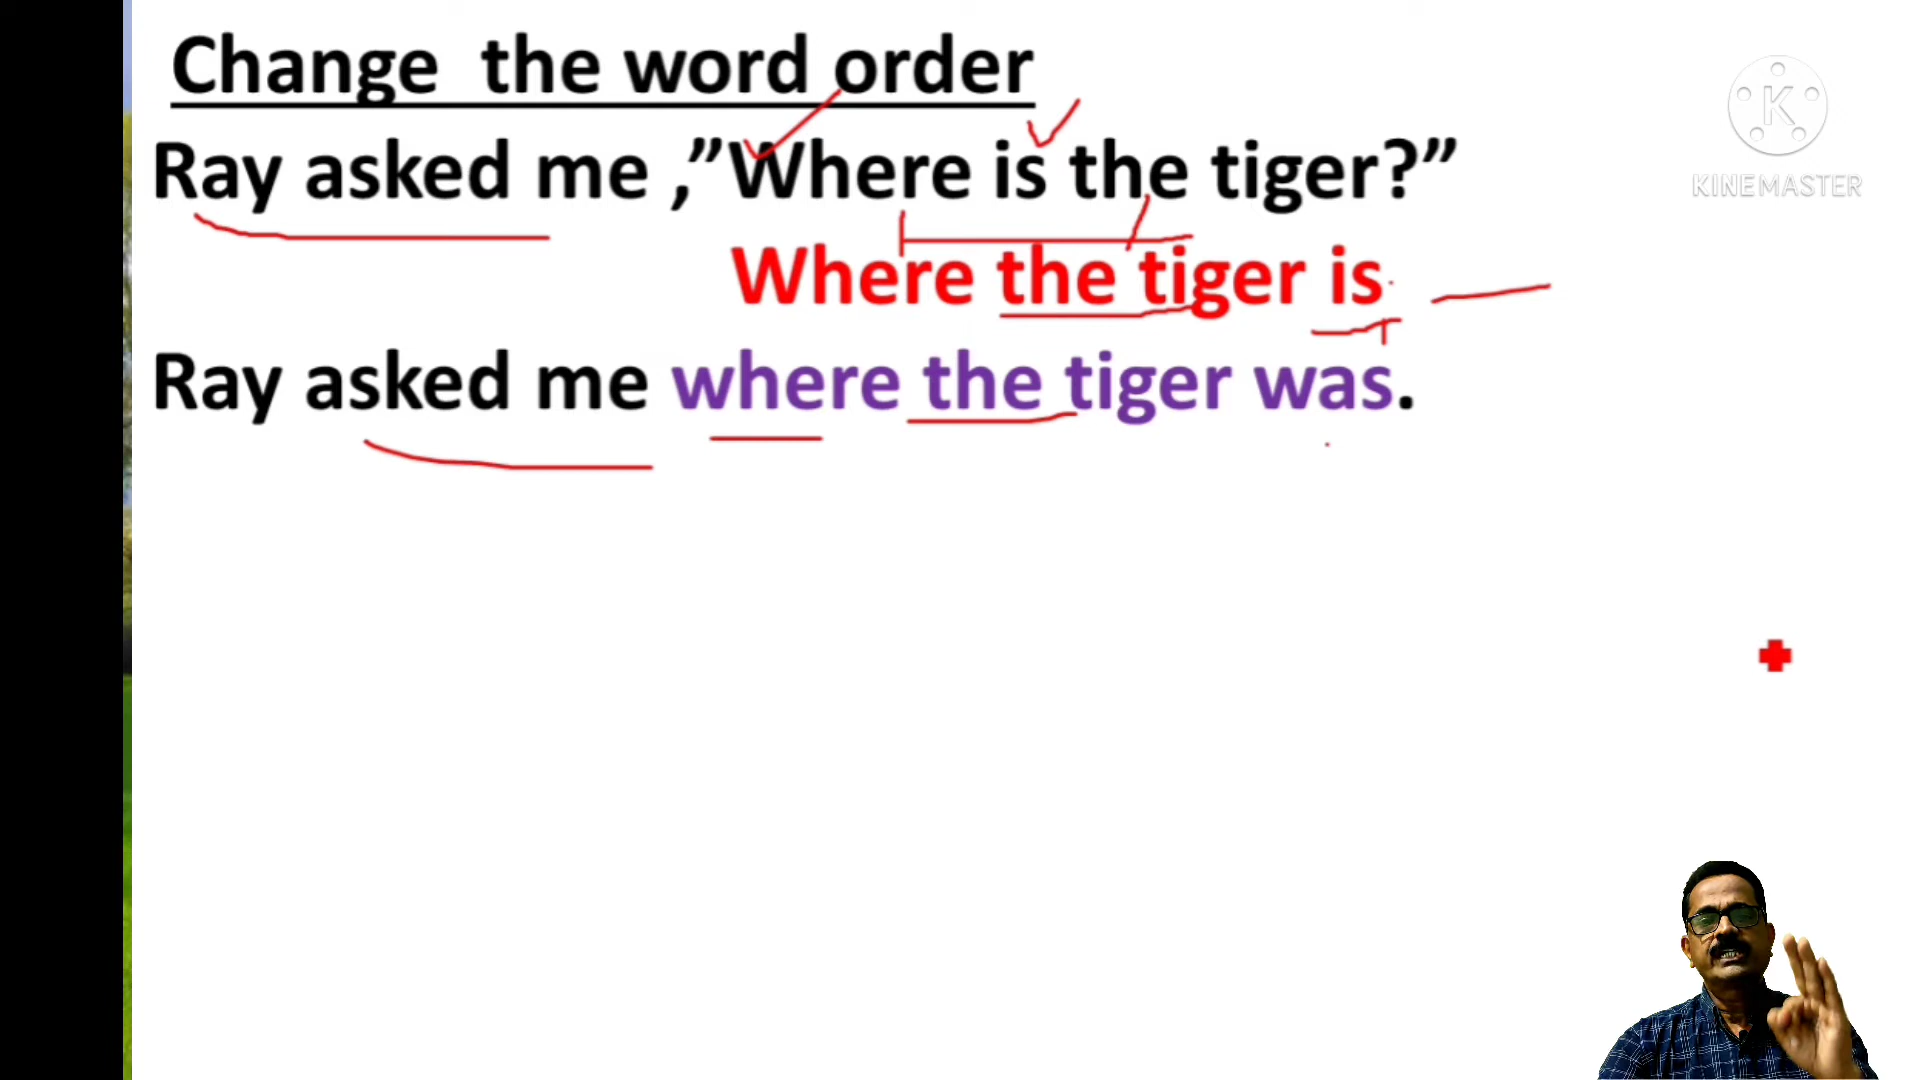 Change the word order
Ray asked me ,”Where is the tiger?”
Where the tiger is
Ray asked me where the tiger was.
K
KINEMASTER